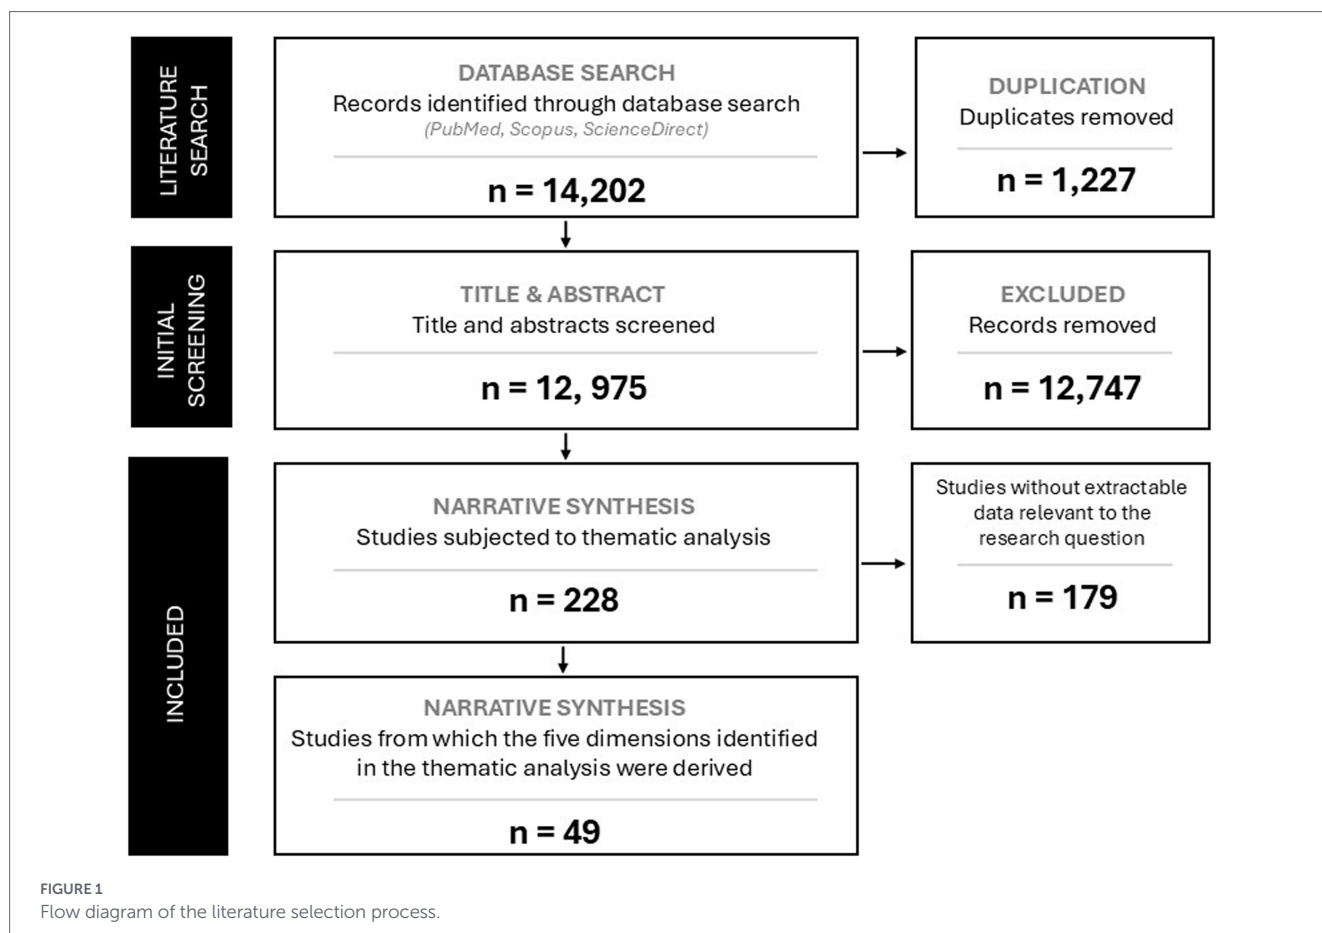 LITERATURE
SEARCH
DATABASE SEARCH
Records identified through database search
(PubMed, Scopus, ScienceDirect)
n = 14,202
DUPLICATION
Duplicates removed
n = 1,227
INITIAL
SCREENING
TITLE & ABSTRACT
Title and abstracts screened
n = 12, 975
EXCLUDED
Records removed
n = 12,747
INCLUDED
NARRATIVE SYNTHESIS
Studies subjected to thematic analysis
n = 228
Studies without extractable
data relevant to the
research question
n = 179
NARRATIVE SYNTHESIS
Studies from which the five dimensions identified
in the thematic analysis were derived
n = 49
FIGURE 1
Flow diagram of the literature selection process.